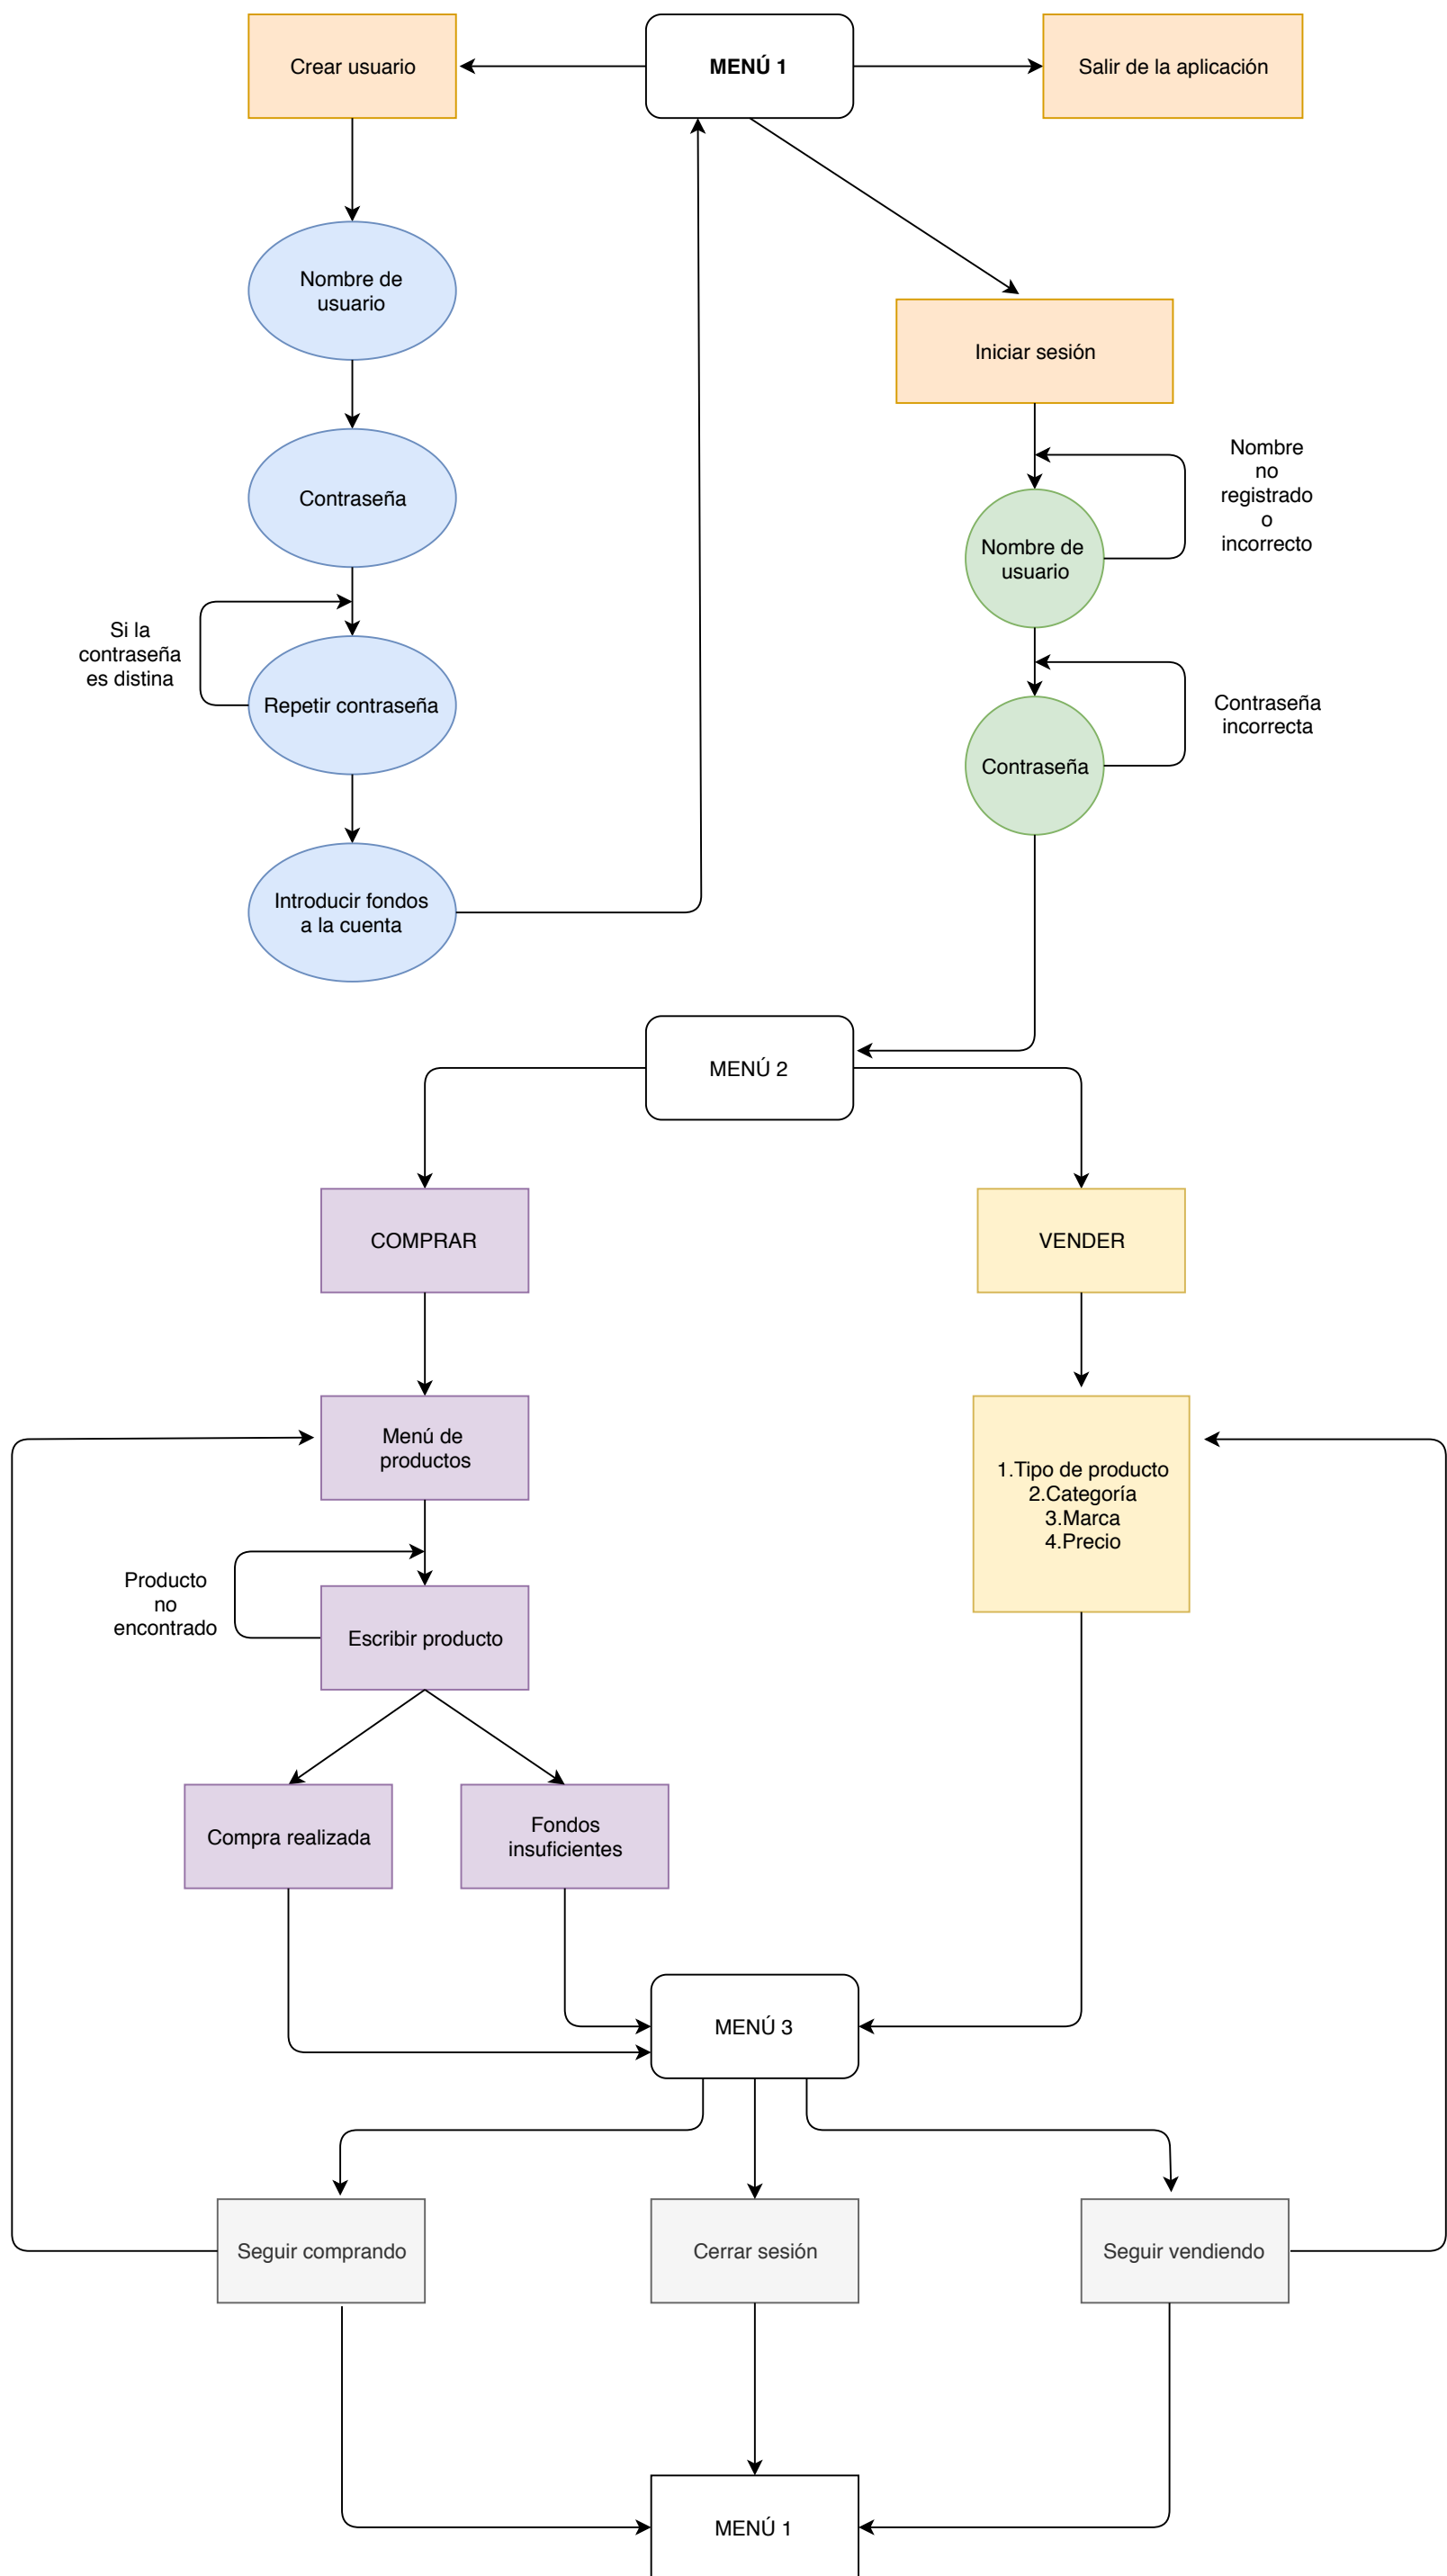 Crear usuario
MENÚ 1
Salir de la aplicación
Nombre de
usuario
Iniciar sesión
Contraseña
Nombre
no
registrado
o
incorrecto
Nombre de
usuario
Si la
contraseña
es distina
Repetir contraseña
Contraseña
incorrecta
Contraseña
Introducir fondos
a la cuenta
MENÚ 2
COMPRAR
VENDER
Menú de
productos
1.Tipo de producto
2.Categoría
3.Marca
4.Precio
Producto
no
encontrado
Escribir producto
Compra realizada
Fondos
insuficientes
MENÚ 3
Seguir comprando
Cerrar sesión
Seguir vendiendo
MENÚ 1